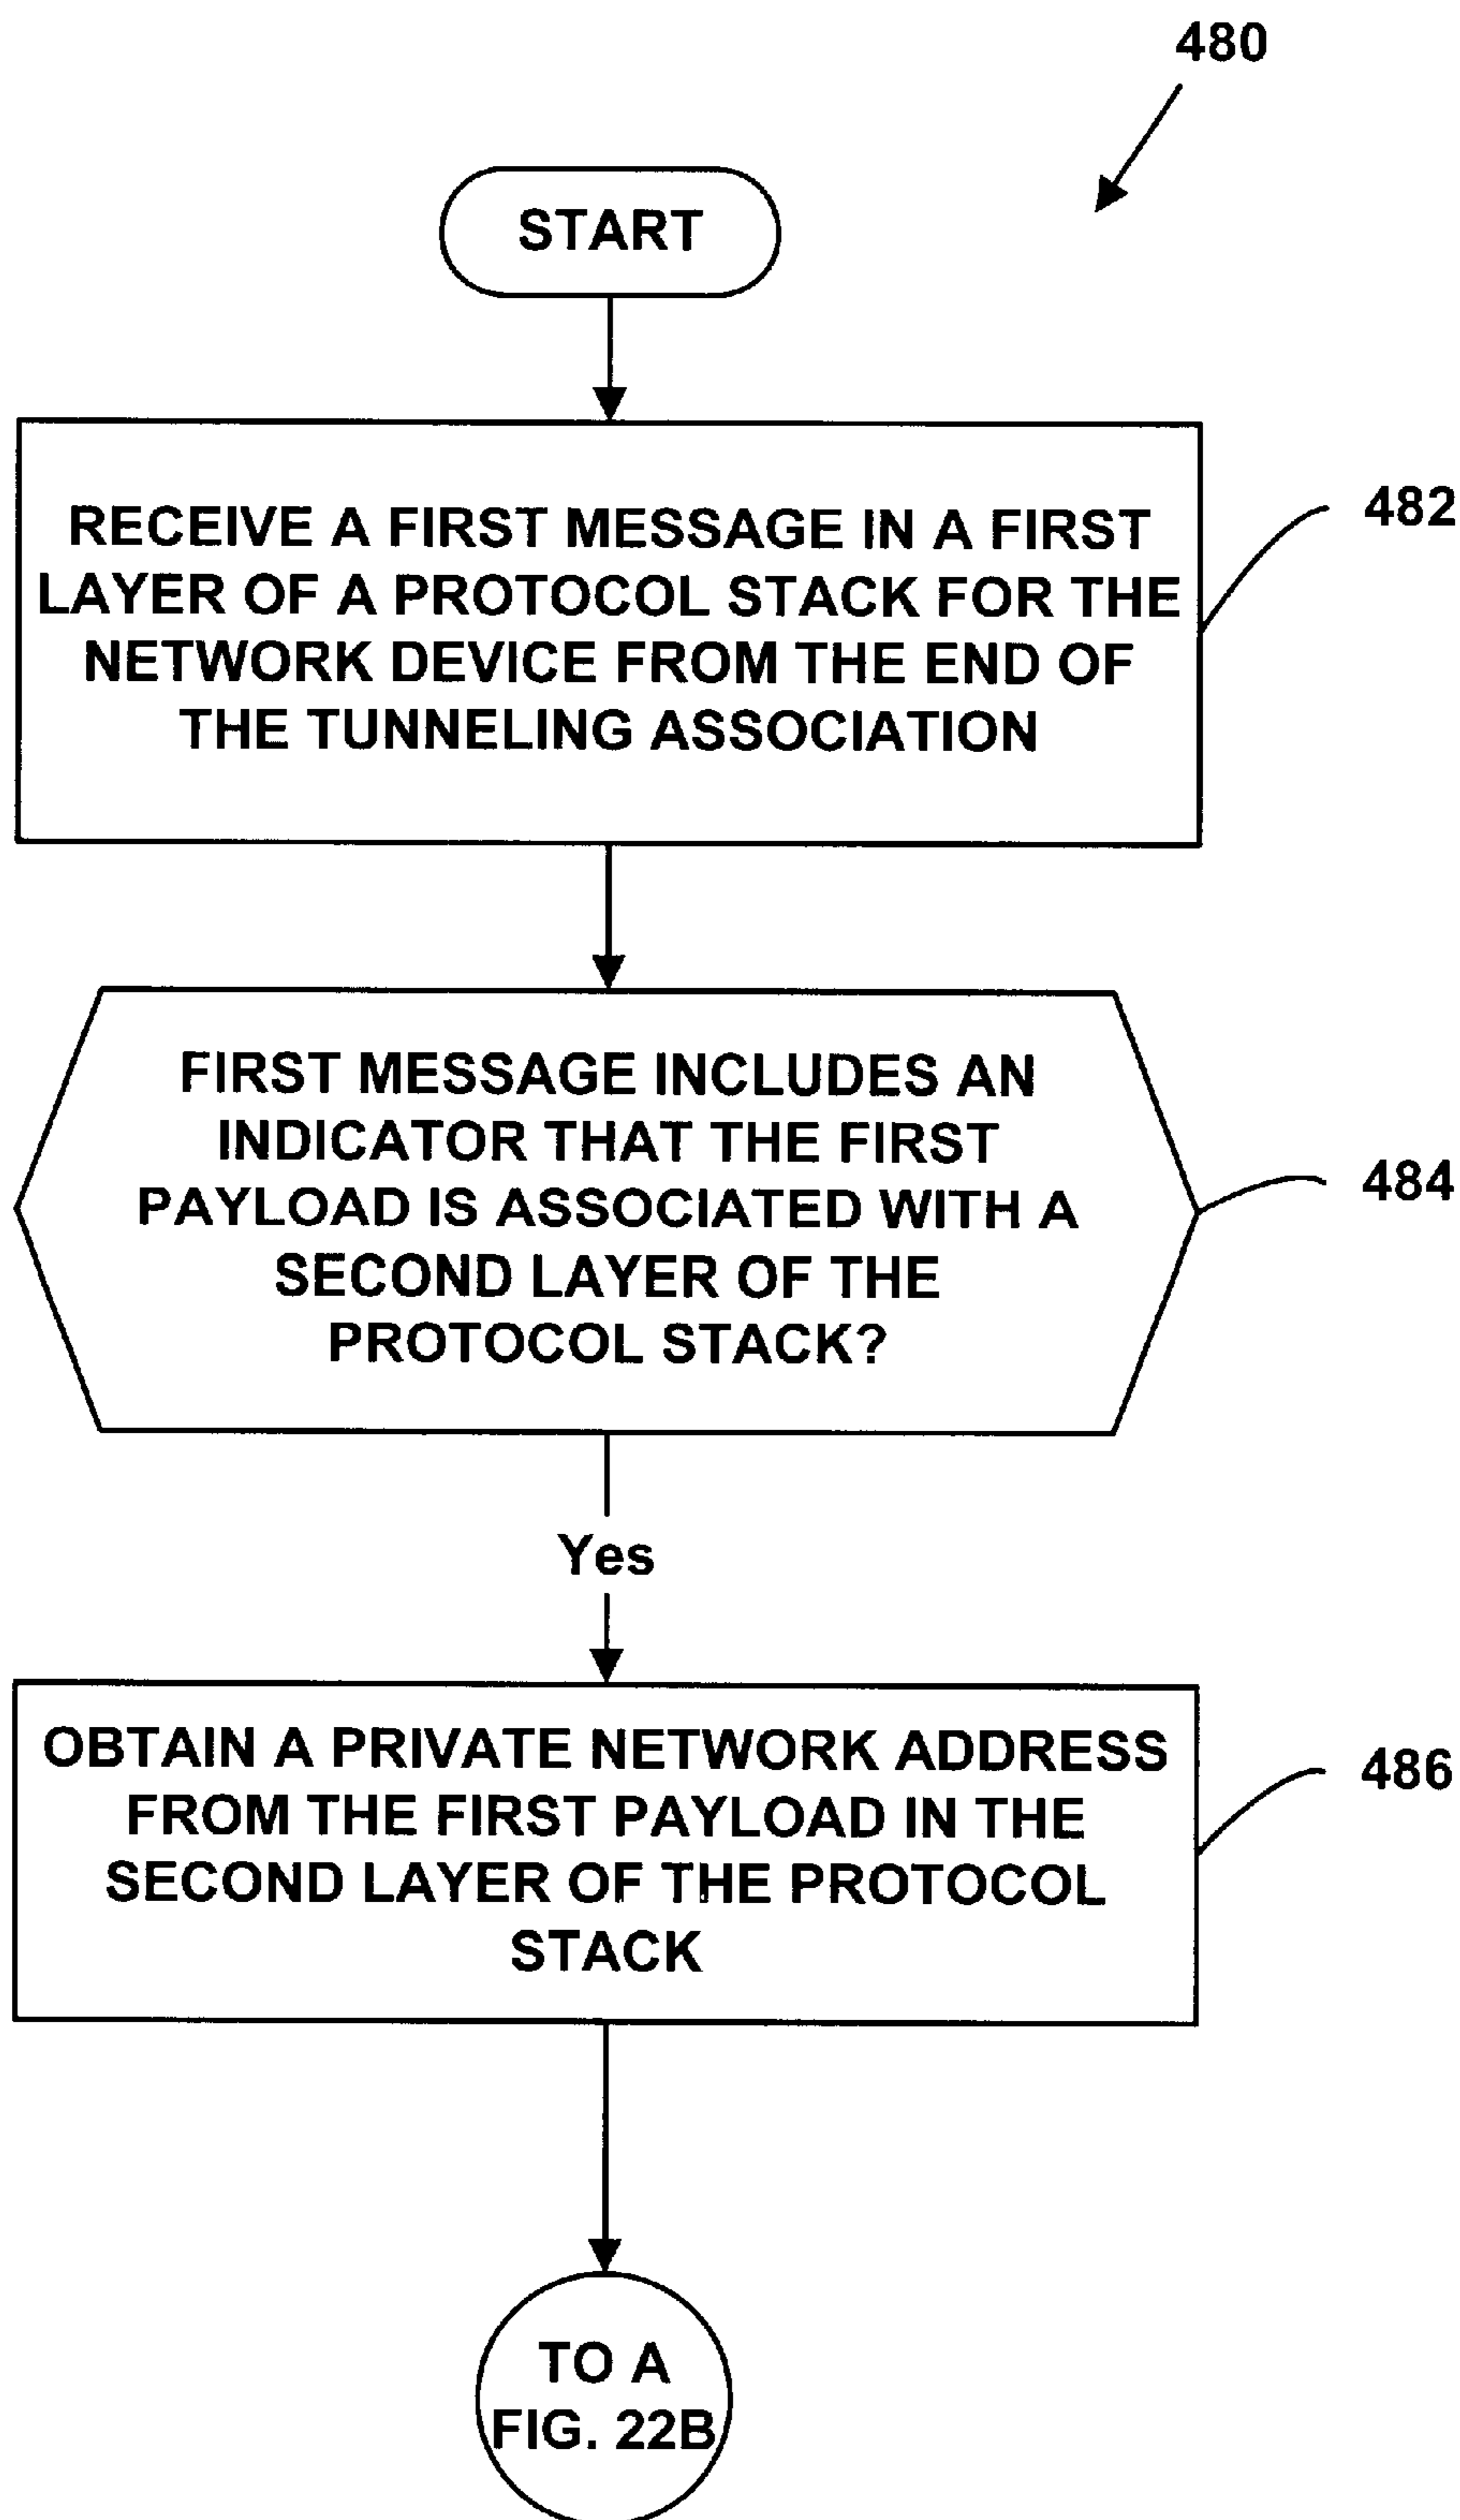 480
START
RECEIVE A FIRST MESSAGE IN A FIRST
LAYER OF A PROTOCOL STACK FOR THE
NETWORK DEVICE FROM THE END OF
THE TUNNELING ASSOCIATION
482
FIRST MESSAGE INCLUDES AN
INDICATOR THAT THE FIRST
PAYLOAD IS ASSOCIATED WITH A
SECOND LAYER OF THE
PROTOCOL STACK?
484
Yes
OBTAIN A PRIVATE NETWORK ADDRESS
FROM THE FIRST PAYLOAD IN THE
SECOND LAYER OF THE PROTOCOL
STACK
486
TO A
FIG. 22B